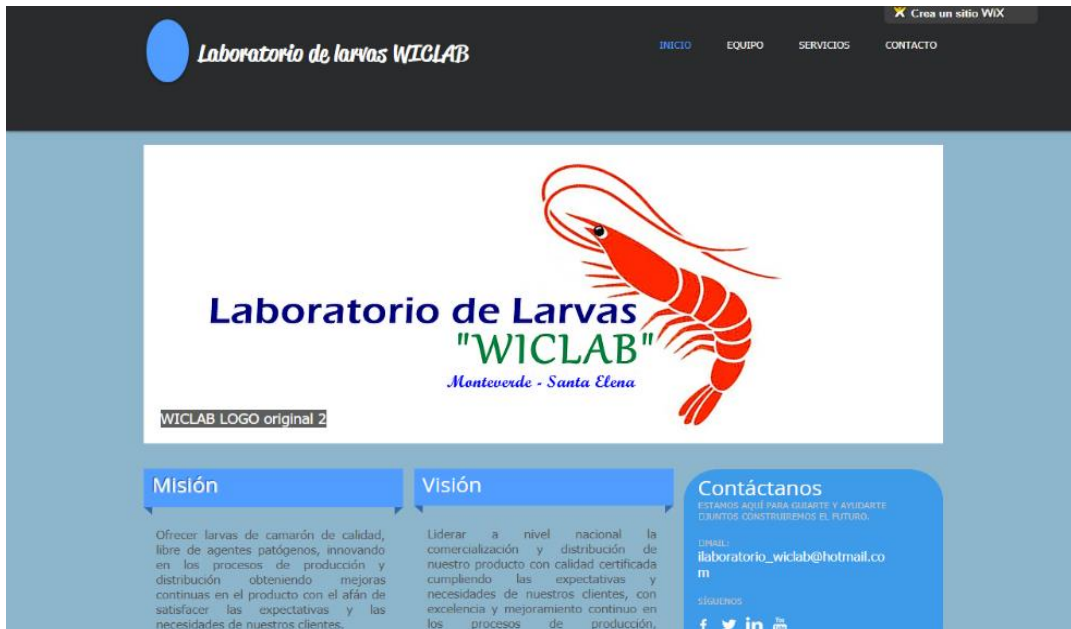 Crea un sitio WiX
Laboratorio de larvas WICLAB
INICIO EQUIPO SERVICIOS CONTACTO
Laboratorio de Larvas
"WICLAB"
Monteverde - Santa Elena
WICLAB LOGO original 2
Misión
Ofrecer larvas de camarón de calidad,
libre de agentes patógenos, innovando
en los procesos de producción y
distribución obteniendo mejoras
continuas en el producto con el afán de
satisfacer las expectativas y las
necesidades de nuestros clientes.
Visión
Liderar a nivel nacional la
comercialización y distribución de
nuestro producto con calidad certificada
cumpliendo las expectativas y
necesidades de nuestros clientes, con
excelencia y mejoramiento continuo en
los procesos de producción,
Contáctanos
ESTAMOS AQUÍ PARA GUIARTE Y AYUDARTE
JUNTOS CONSTRUIREMOS EL FUTURO.
EMAIL:
ilaboratorio_wiclab@hotmail.co
m
SÍGUENOS